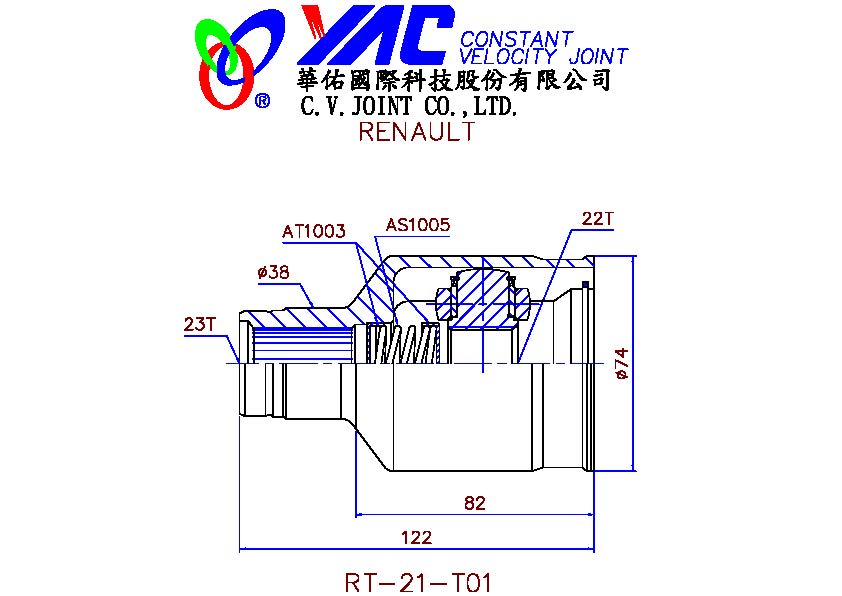 YAC CONSTANT
VELOCITY JOINT
®
華佑國際科技股份有限公司
C.V.JOINT CO.,LTD.
RENAULT
22T
AT1003
AS1005
ø38
23T
ø74
82
122
RT-21-T01